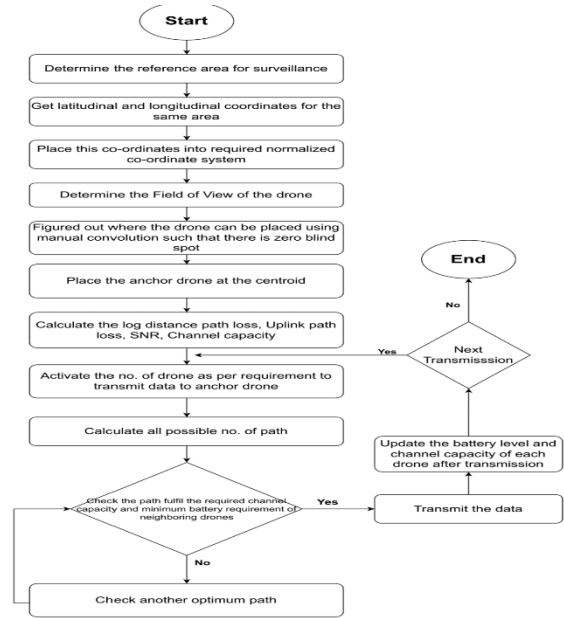 Start
Determine the reference area for surveillance
Get latitudinal and longitudinal coordinates for the
same area
Place this co-ordinates into required normalized
co-ordinate system
Determine the Field of View of the drone
Figured out where the drone can be placed using
manual convolution such that there is zero blind
spot
Place the anchor drone at the centroid
Calculate the log distance path loss, Uplink path
loss, SNR, Channel capacity
Activate the no. of drone as per requirement to
transmit data to anchor drone
Calculate all possible no. of path
Check the path fulfil the required channel
capacity and minimum battery requirement of
neighboring drones
Yes
No
Check another optimum path
Transmit the data
Update the battery level and
channel capacity of each
drone after transmission
Next
Transmisssion
Yes
No
End